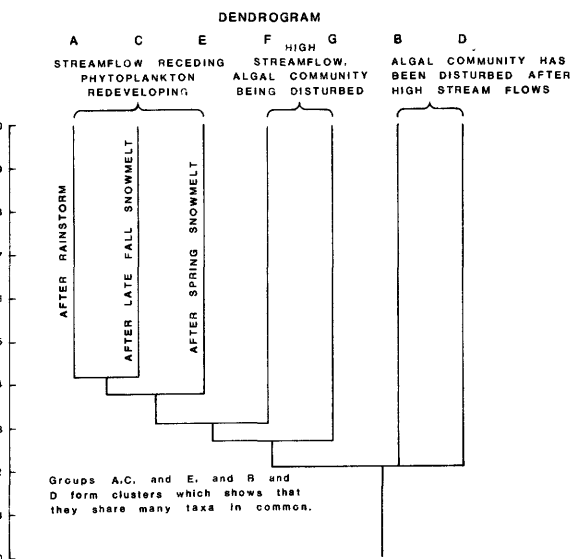 DENDROGRAM
A C E F G B D
STREAMFLOW RECEDING
PHYTOPLANKTON
REDEVELOPING
HIGH
STREAMFLOW,
ALGAL COMMUNITY
BEING DISTURBED
ALGAL COMMUNITY HAS
BEEN DISTURBED AFTER
HIGH STREAM FLOWS
AFTER RAINSTORM
AFTER LATE FALL SNOWMELT
AFTER SPRING SNOWMELT
Groups A,C, and E, and B and
D form clusters which shows that
they share many taxa in common.